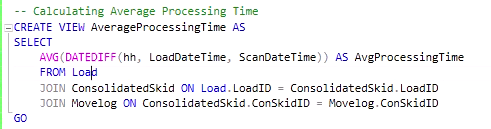 -- Calculating Average Processing Time
CREATE VIEW AverageProcessingTime AS
SELECT
AVG(DATEDIFF(hh, LoadDateTime, ScanDateTime)) AS AvgProcessingTime
FROM Load
JOIN ConsolidatedSkid ON Load.LoadID = ConsolidatedSkid.LoadID
JOIN Movelog ON ConsolidatedSkid.ConSkidID = Movelog.ConSkidID
GO